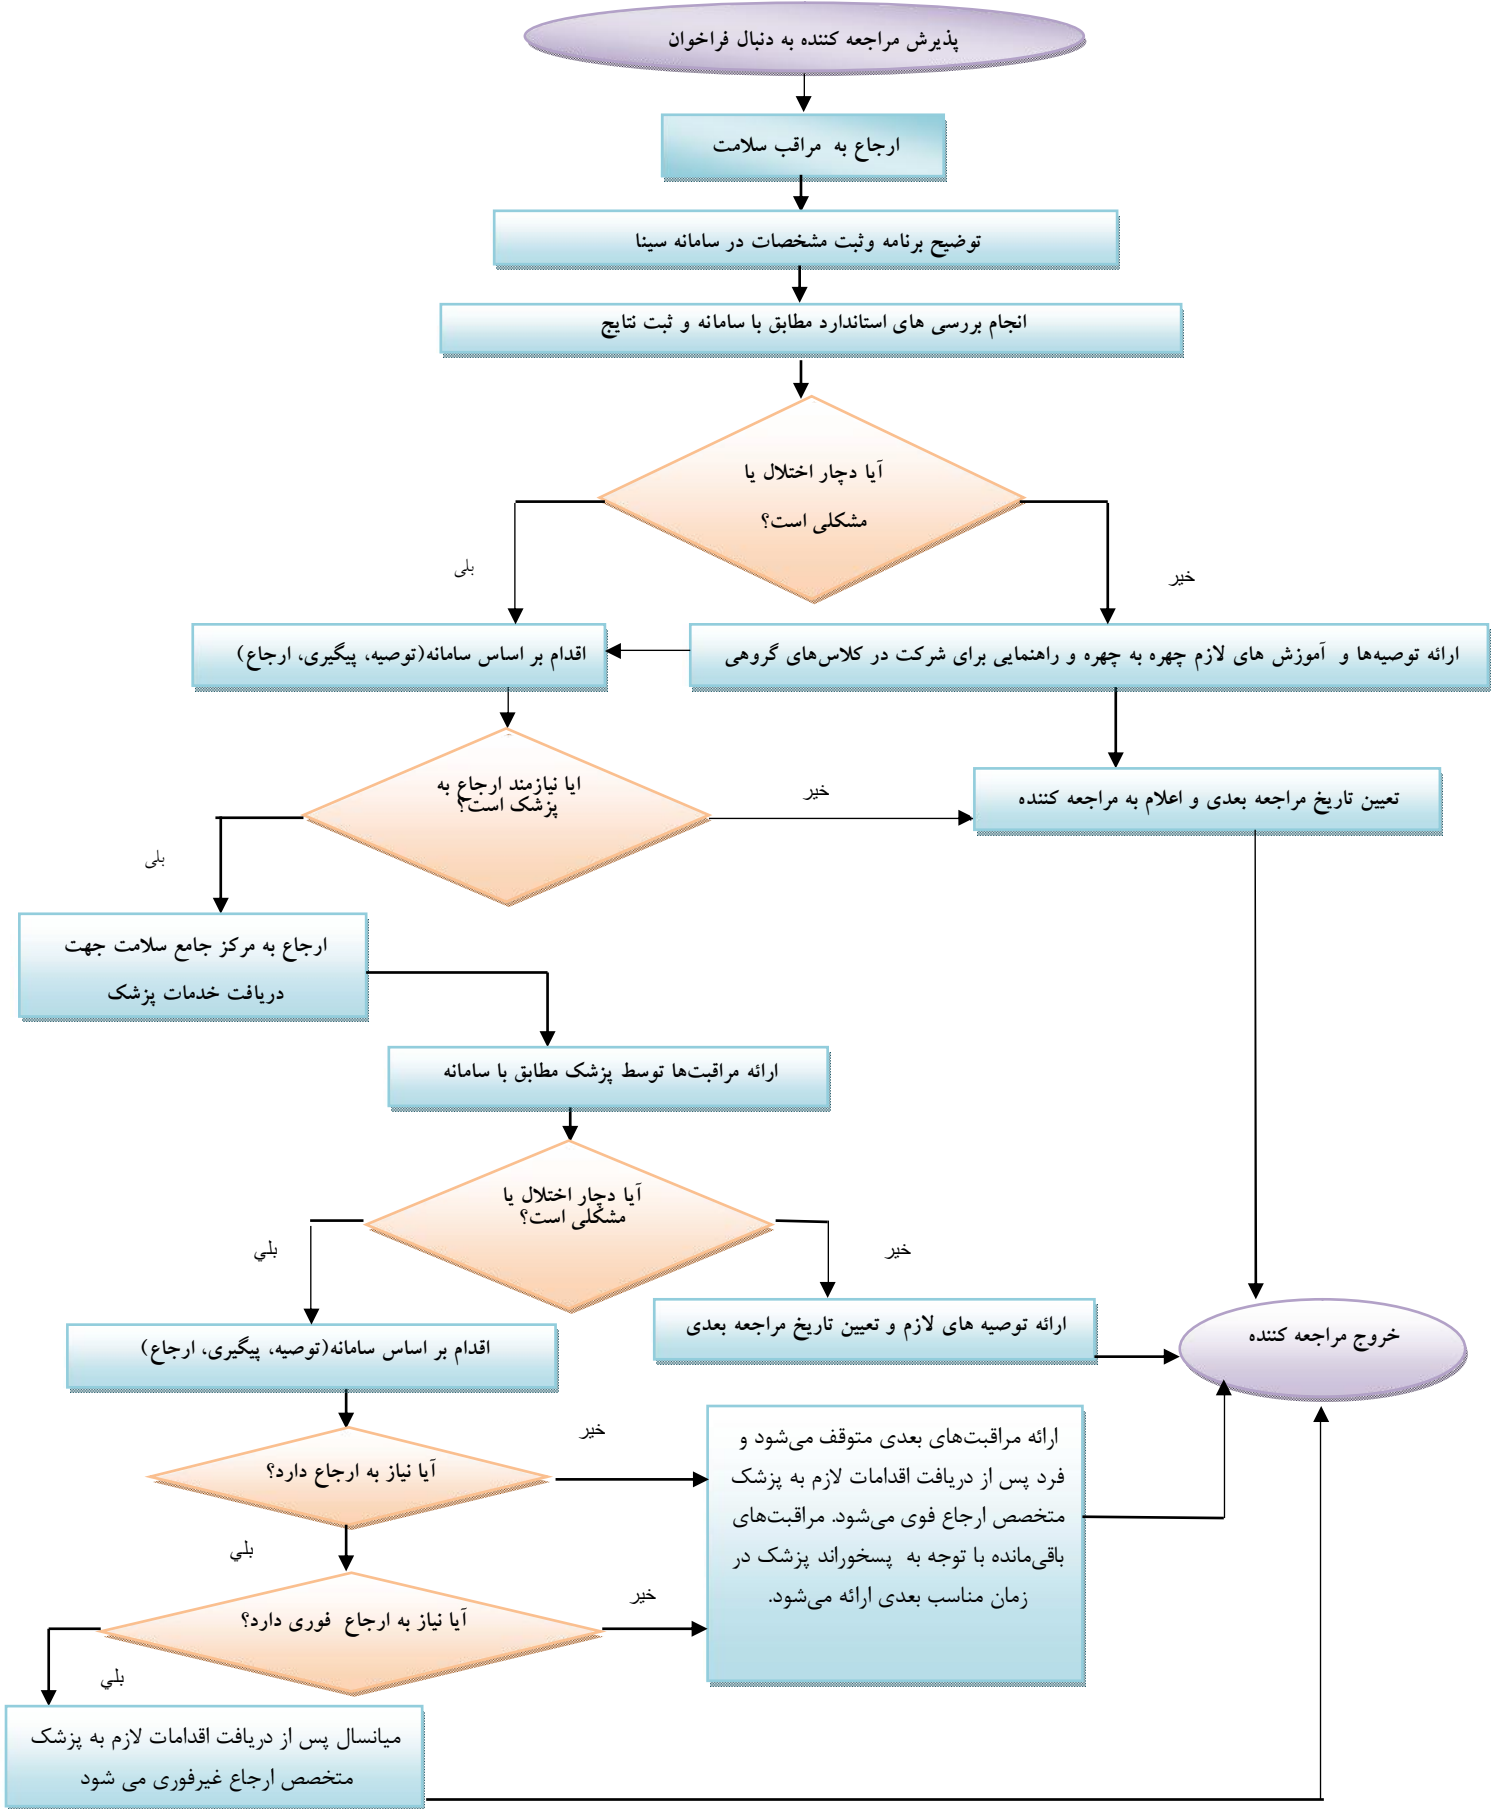 پذیرش مراجعه کننده به دنبال فراخوان
ارجاع به مراقب سلامت
توضیح برنامه وثبت مشخصات در سامانه سینا
انجام بررسی های استاندارد مطابق با سامانه و ثبت نتایج
آیا دچار اختلال یا
مشکلی است؟
بلی
خیر
ارائه توصیه‌ها و آموزش های لازم چهره به چهره و راهنمایی برای شرکت در کلاس‌های گروهی
اقدام بر اساس سامانه(توصیه، پیگیری، ارجاع)
ایا نیازمند ارجاع به
پزشک است؟
خیر
تعیین تاریخ مراجعه بعدی و اعلام به مراجعه کننده
بلی
ارجاع به مرکز جامع سلامت جهت
دریافت خدمات پزشک
ارائه مراقبت‌ها توسط پزشک مطابق با سامانه
آیا دچار اختلال یا
مشکلی است؟
بلي
خیر
ارائه توصیه های لازم و تعیین تاریخ مراجعه بعدی
خروج مراجعه کننده
اقدام بر اساس سامانه(توصیه، پیگیری، ارجاع)
آیا نیاز به ارجاع دارد؟
خیر
ارائه مراقبت‌های بعدی متوقف می‌شود و
فرد پس از دریافت اقدامات لازم به پزشک
متخصص ارجاع فوی می‌شود. مراقبت‌های
باقی‌مانده با توجه به پسخوراند پزشک در
زمان مناسب بعدی ارائه می‌شود.
بلي
آیا نیاز به ارجاع فوری دارد؟
خیر
بلي
میانسال پس از دریافت اقدامات لازم به پزشک
متخصص ارجاع غیرفوری می شود